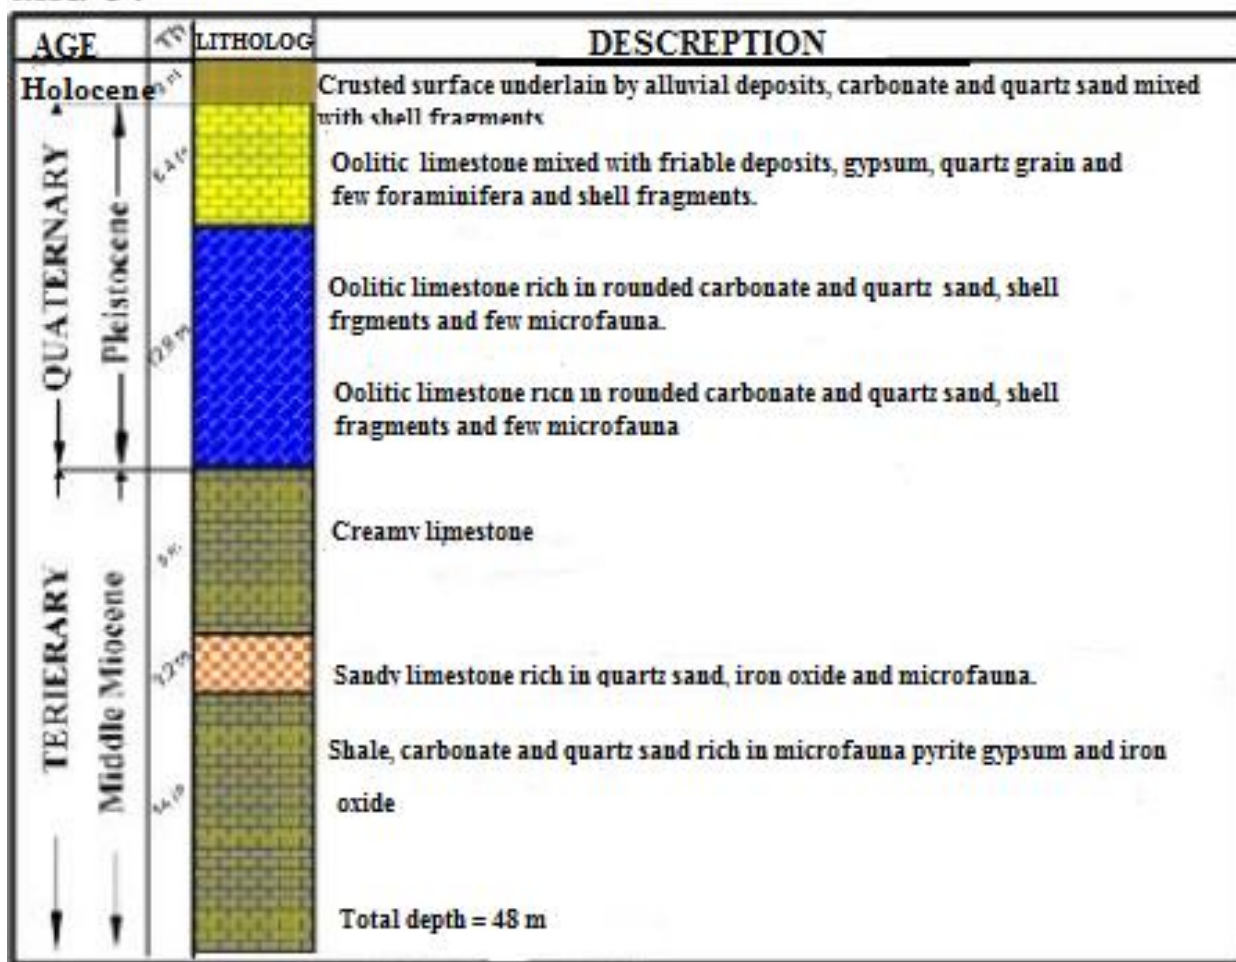 AGE
LITHOLOG
DESCREPTION
Holocene
Crusted surface underlain by alluvial deposits, carbonate and quartz sand mixed
with shell fragments
QUATERNARY
Pleistocene
Oolitic limestone mixed with friable deposits, gypsum, quartz grain and
few foraminifera and shell fragments.
Oolitic limestone rich in rounded carbonate and quartz sand, shell
frgments and few microfauna.
Oolitic limestone rich in rounded carbonate and quartz sand, shell
fragments and few microfauna
TERIERARY
Middle Miocene
Creamy limestone
Sandy limestone rich in quartz sand, iron oxide and microfauna.
Shale, carbonate and quartz sand rich in microfauna pyrite gypsum and iron
oxide
Total depth = 48 m